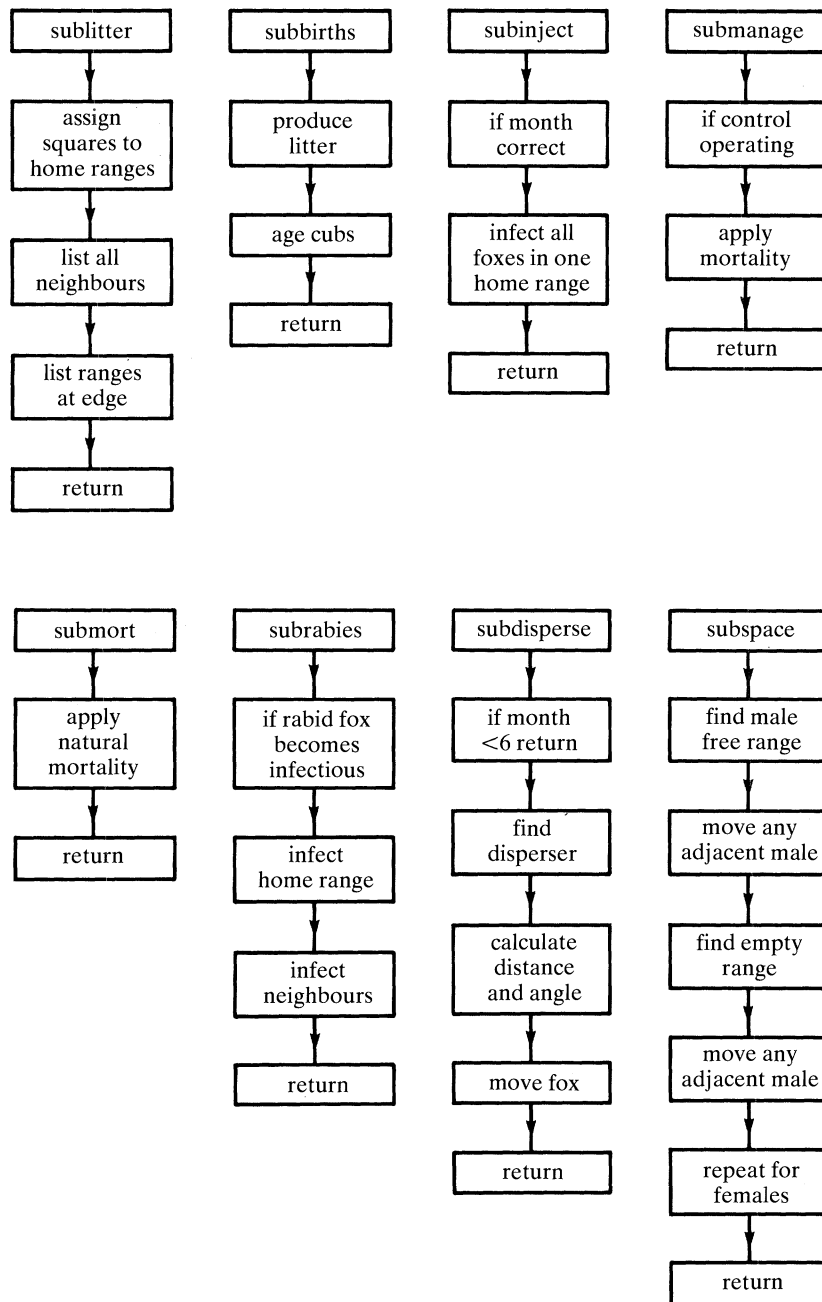 sublitter
assign
squares to
home ranges
list all
neighbours
list ranges
at edge
return
subbirths
produce
litter
age cubs
return
subinject
if month
correct
infect all
foxes in one
home range
return
submanage
if control
operating
apply
mortality
return
submort
apply
natural
mortality
return
subrabies
if rabid fox
becomes
infectious
infect
home range
infect
neighbours
return
subdisperse
if month
<6 return
find
disperser
calculate
distance
and angle
move fox
return
subspace
find male
free range
move any
adjacent male
find empty
range
move any
adjacent male
repeat for
females
return